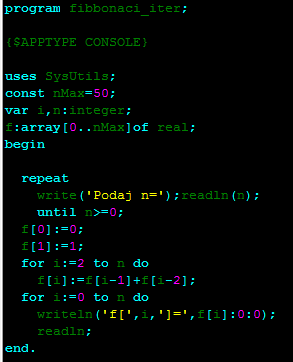 program fibbonaci_iter;
{$APPTYPE CONSOLE}
uses SysUtils;
const nMax=50;
var i,n:integer;
f:array[0..nMax]of real;
begin
repeat
write('Podaj n=');readln(n);
until n>=0;
f[0]:=0;
f[1]:=1;
for i:=2 to n do
f[i]:=f[i-1]+f[i-2];
for i:=0 to n do
writeln('f[',i,']=',f[i]:0:0);
readln;
end.